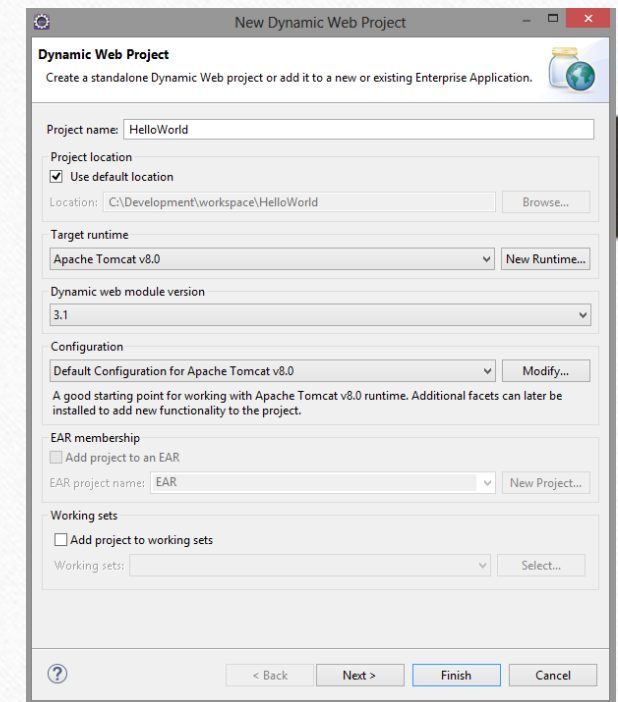 New Dynamic Web Project
Dynamic Web Project
Create a standalone Dynamic Web project or add it to a new or existing Enterprise Application.
Project name: HelloWorld
Project location
Use default location
Location: C:\Development\workspace\HelloWorld Browse...
Target runtime
Apache Tomcat v8.0 New Runtime...
Dynamic web module version
3.1
Configuration
Default Configuration for Apache Tomcat v8.0 Modify...
A good starting point for working with Apache Tomcat v8.0 runtime. Additional facets can later be
installed to add new functionality to the project.
EAR membership
Add project to an EAR
EAR project name: EAR New Project...
Working sets
Add project to working sets
Working sets: Select...
? < Back Next > Finish Cancel